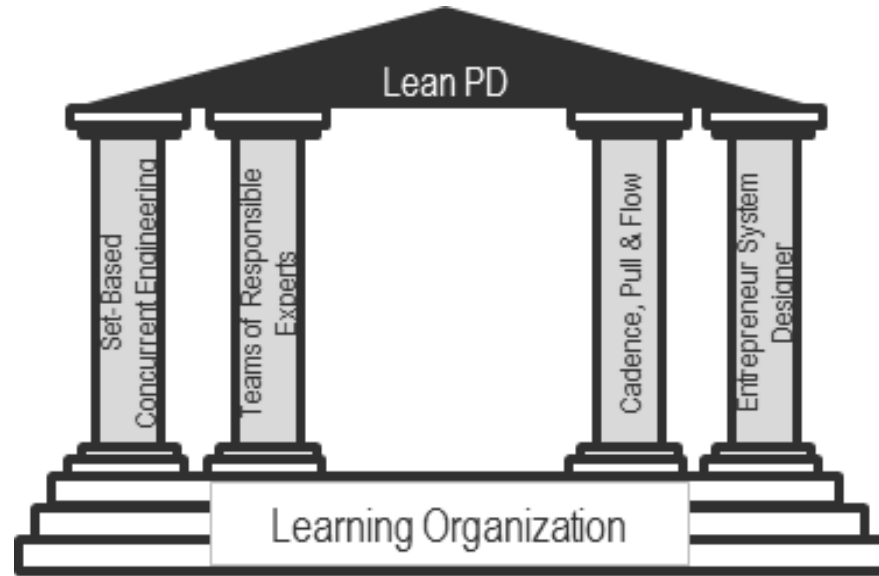 Lean PD
Set-Based
Concurrent Engineering
Teams of Responsible
Experts
Cadence, Pull & Flow
Entrepreneur System
Designer
Learning Organization